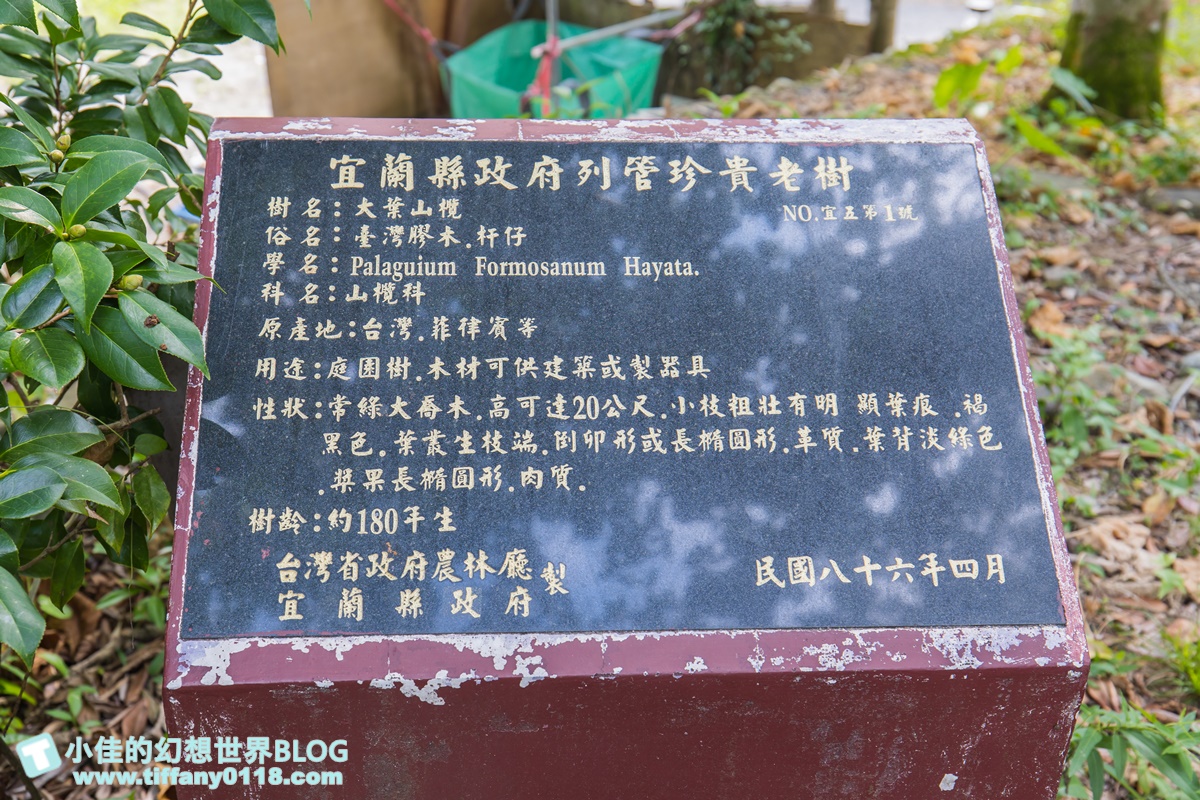 宜蘭縣政府列管珍貴老樹
NO.宜五第1號
樹名：大葉山欖
俗名：臺灣膠木.杆仔
學名：Palaguium Formosanum Hayata.
科名：山欖科
原產地：台灣.菲律賓等
用途：庭園樹.木材可供建築或製器具
性狀：常綠大喬木.高可達20公尺.小枝粗壯有明 顯葉痕.褐
黑色.葉叢生枝端.倒卵形或長橢圓形.革質.葉背淡綠色
.漿果長橢圓形.肉質.
樹齡：約180年生
台灣省政府農林廳
宜蘭縣政府
製
民國八十六年四月
小佳的幻想世界BLOG
www.tiffany0118.com